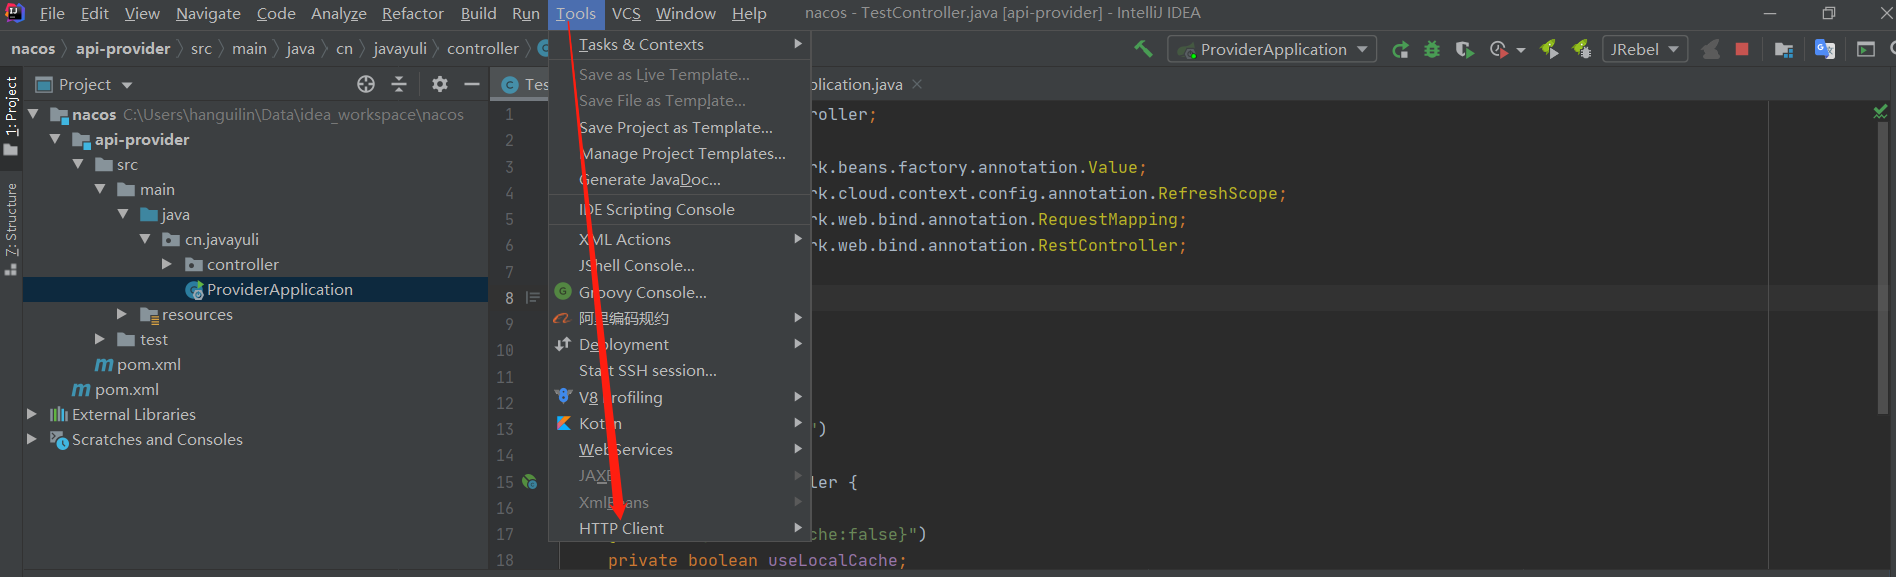 File Edit View Navigate Code Analyze Refactor Build Run Tools VCS Window Help nacos - TestController.java [api-provider] - IntelliJ IDEA
nacos api-provider src main java cn javayuli controller ProviderApplication JRebel
1: Project
Z: Structure
Project
nacos C:\Users\hanguilin\Data\idea_workspace\nacos
api-provider
src
main
java
cn.javayuli
controller
ProviderApplication
resources
test
pom.xml
pom.xml
External Libraries
Scratches and Consoles
Tasks & Contexts
Save as Live Template...
Save File as Template...
Save Project as Template...
Manage Project Templates...
Generate JavaDoc...
IDE Scripting Console
XML Actions
JShell Console...
Groovy Console...
阿里编码规约
Deployment
Start SSH session...
V8 Profiling
Kotlin
WebServices
JAXB
XmlBeans
HTTP Client
Tes plication.java
1 roller;
2
3 rk.beans.factory.annotation.Value;
4 rk.cloud.context.config.annotation.RefreshScope;
5 rk.web.bind.annotation.RequestMapping;
6 rk.web.bind.annotation.RestController;
7
8
9
10
11
12
13 ")
14
15 ler {
16
17 che:false}")
18 private boolean useLocalCache;